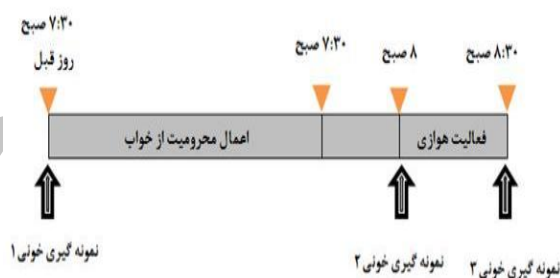 ۷:۳۰ صبح
روز قبل
۷:۳۰ صبح
۸ صبح
۸:۳۰ صبح
اعمال محرومیت از خواب
فعالیت هوازی
نمونه گیری خونی ۱
نمونه گیری خونی ۲
نمونه گیری خونی ۳